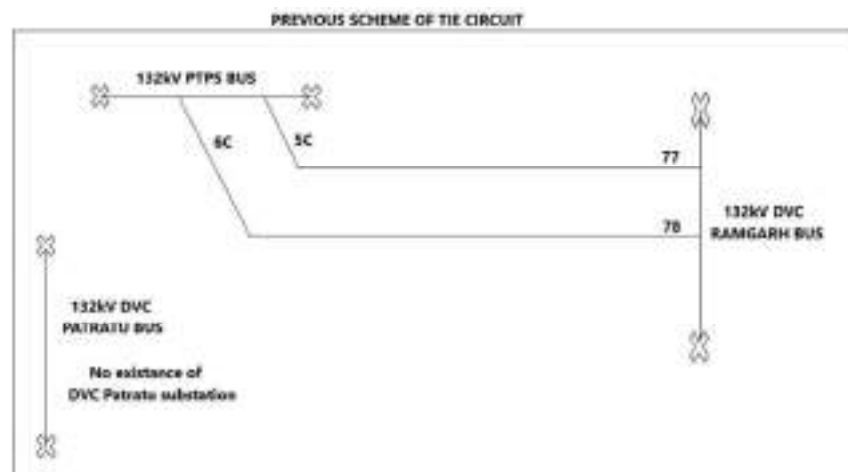 PREVIOUS SCHEME OF TIE CIRCUIT
132kV PTPS BUS
6C
5C
77
78
132kV DVC
RAMGARH BUS
132kV DVC
PATRATU BUS
No existence of
DVC Patratu substation